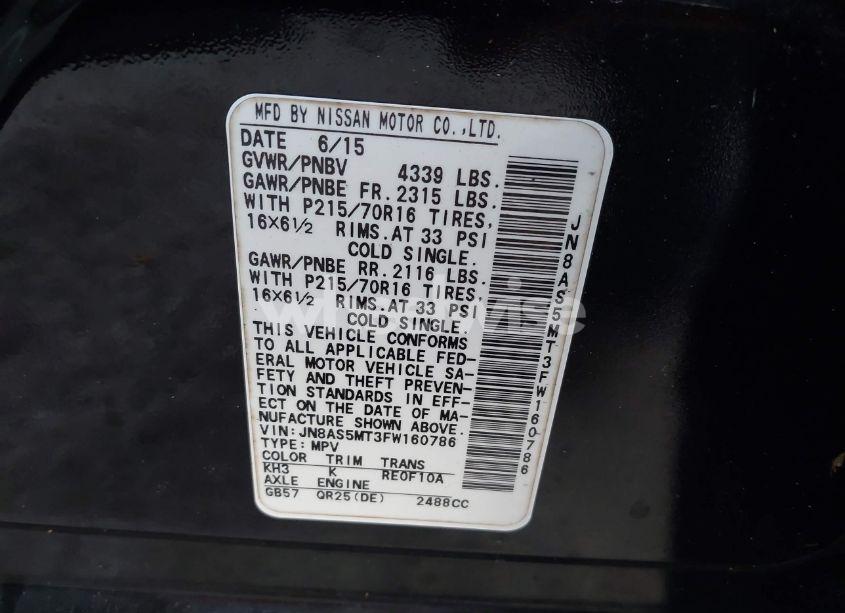 MFD BY NISSAN MOTOR CO.,LTD.
DATE 6/15
GVWR/PNBV 4339 LBS.
GAWR/PNBE FR. 2315 LBS.
WITH P215/70R16 TIRES,
16X6½ RIMS.AT 33 PSI
COLD SINGLE.
GAWR/PNBE RR. 2116 LBS.
WITH P215/70R16 TIRES,
16X6½ RIMS.AT 33 PSI
COLD SINGLE.
THIS VEHICLE CONFORMS
TO ALL APPLICABLE FED-
ERAL MOTOR VEHICLE SA-
FETY AND THEFT PREVEN-
TION STANDARDS IN EFF-
ECT ON THE DATE OF MA-
NUFACTURE SHOWN ABOVE.
VIN: JN8AS5MT3FW160786
TYPE: MPV
COLOR TRIM TRANS
KH3 K RE0F10A
AXLE ENGINE
GB57 QR25(DE) 2488CC
JN8AS5MT3FW160786